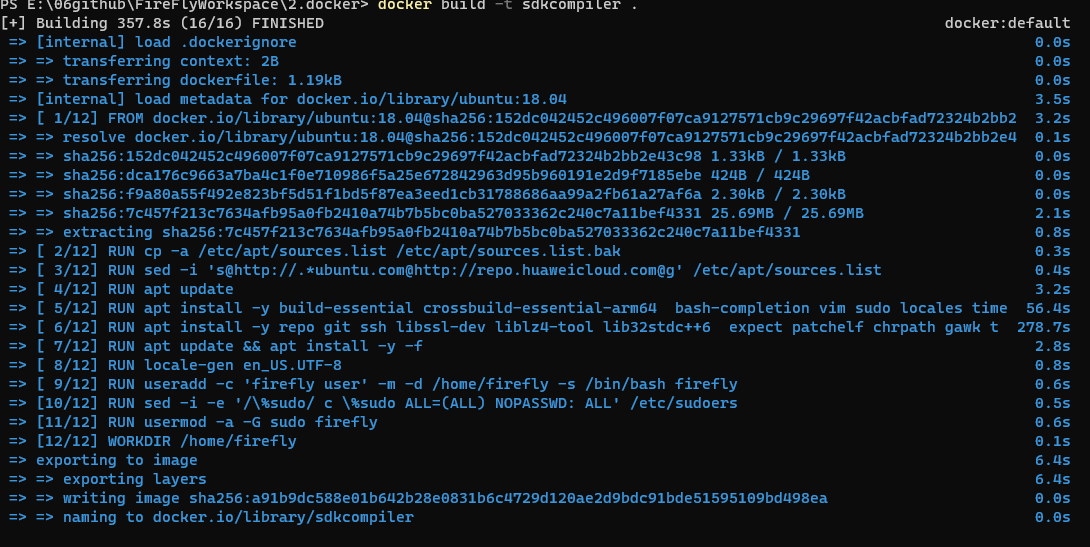 PS E:\06github\FireFlyWorkspace\2.docker> docker build -t sdkcompiler .
[+] Building 357.8s (16/16) FINISHED docker:default
=> [internal] load .dockerignore 0.0s
=> => transferring context: 2B 0.0s
=> => transferring dockerfile: 1.19kB 0.0s
=> [internal] load metadata for docker.io/library/ubuntu:18.04 3.5s
=> [ 1/12] FROM docker.io/library/ubuntu:18.04@sha256:152dc042452c496007f07ca9127571cb9c29697f42acbfad72324b2bb2 3.2s
=> => resolve docker.io/library/ubuntu:18.04@sha256:152dc042452c496007f07ca9127571cb9c29697f42acbfad72324b2bb2e4 0.1s
=> => sha256:152dc042452c496007f07ca9127571cb9c29697f42acbfad72324b2bb2e43c98 1.33kB / 1.33kB 0.0s
=> => sha256:dca176c9663a7ba4c1f0e710986f5a25e672842963d95b960191e2d9f7185ebe 424B / 424B 0.0s
=> => sha256:f9a80a55f492e823bf5d51f1bd5f87ea3eed1cb31788686aa99a2fb61a27af6a 2.30kB / 2.30kB 0.0s
=> => sha256:7c457f213c7634afb95a0fb2410a74b7b5bc0ba527033362c240c7a11bef4331 25.69MB / 25.69MB 2.1s
=> => extracting sha256:7c457f213c7634afb95a0fb2410a74b7b5bc0ba527033362c240c7a11bef4331 0.8s
=> [ 2/12] RUN cp -a /etc/apt/sources.list /etc/apt/sources.list.bak 0.3s
=> [ 3/12] RUN sed -i 's@http://.*ubuntu.com@http://repo.huaweicloud.com@g' /etc/apt/sources.list 0.4s
=> [ 4/12] RUN apt update 3.2s
=> [ 5/12] RUN apt install -y build-essential crossbuild-essential-arm64  bash-completion vim sudo locales time 56.4s
=> [ 6/12] RUN apt install -y repo git ssh libssl-dev liblz4-tool lib32stdc++6  expect patchelf chrpath gawk t 278.7s
=> [ 7/12] RUN apt update && apt install -y -f 2.8s
=> [ 8/12] RUN locale-gen en_US.UTF-8 0.8s
=> [ 9/12] RUN useradd -c 'firefly user' -m -d /home/firefly -s /bin/bash firefly 0.6s
=> [10/12] RUN sed -i -e '/\%sudo/ c \%sudo ALL=(ALL) NOPASSWD: ALL' /etc/sudoers 0.5s
=> [11/12] RUN usermod -a -G sudo firefly 0.6s
=> [12/12] WORKDIR /home/firefly 0.1s
=> exporting to image 6.4s
=> => exporting layers 6.4s
=> => writing image sha256:a91b9dc588e01b642b28e0831b6c4729d120ae2d9bdc91bde51595109bd498ea 0.0s
=> => naming to docker.io/library/sdkcompiler 0.0s